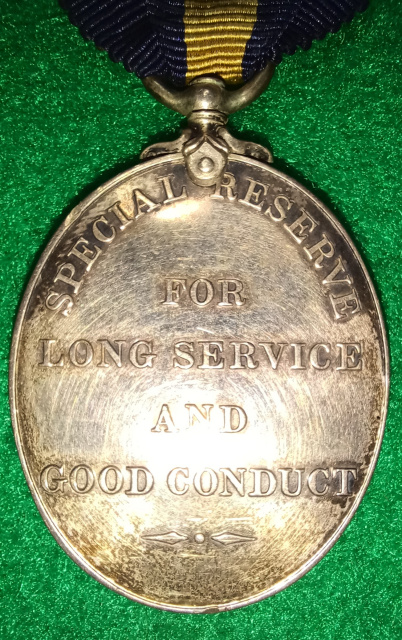 SPECIAL RESERVE
FOR
LONG SERVICE
AND
GOOD CONDUCT